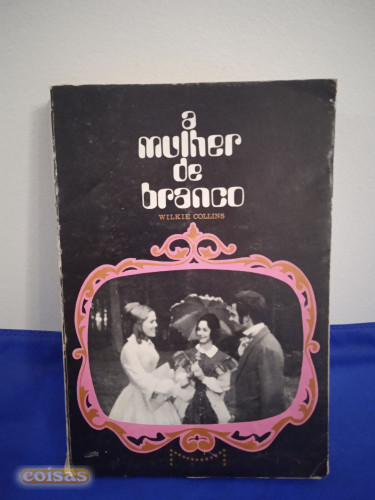 a
mulher
de
branco
WILKIE COLLINS
coisas